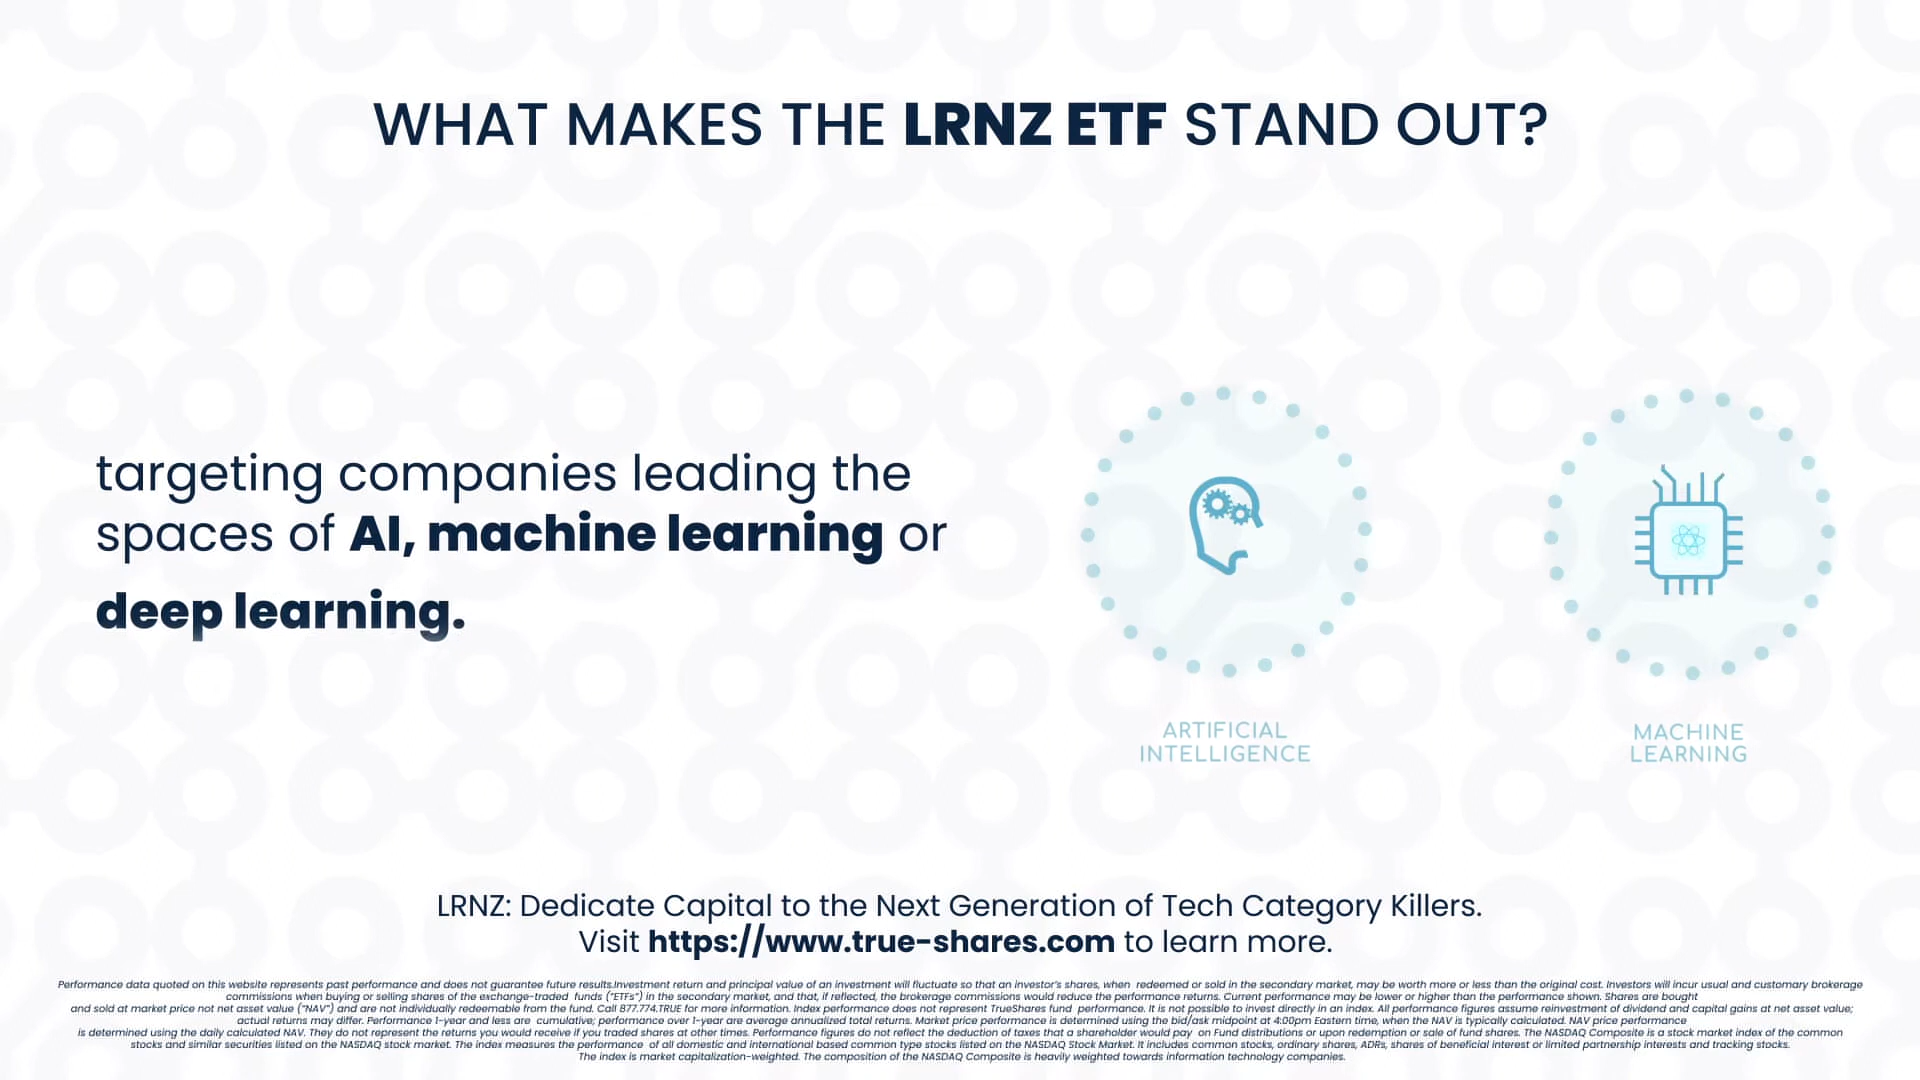 WHAT MAKES THE LRNZ ETF STAND OUT?
targeting companies leading the
spaces of AI, machine learning or
deep learning.
ARTIFICIAL
INTELLIGENCE
MACHINE
LEARNING
LRNZ: Dedicate Capital to the Next Generation of Tech Category Killers.
Visit https://www.true-shares.com to learn more.
Performance data quoted on this website represents past performance and does not guarantee future results.Investment return and principal value of an investment will fluctuate so that an investor's shares, when redeemed or sold in the secondary market, may be worth more or less than the original cost. Investors will incur usual and customary brokerage
commissions when buying or selling shares of the exchange-traded funds ("ETFs") in the secondary market, and that, if reflected, the brokerage commissions would reduce the performance returns. Current performance may be lower or higher than the performance shown. Shares are bought
and sold at market price not net asset value ("NAV") and are not individually redeemable from the fund. Call 877.774.TRUE for more information. Index performance does not represent TrueShares fund performance. It is not possible to invest directly in an index. All performance figures assume reinvestment of dividend and capital gains at net asset value;
actual returns may differ. Performance 1-year and less are cumulative; performance over 1-year are average annualized total returns. Market price performance is determined using the bid/ask midpoint at 4:00pm Eastern time, when the NAV is typically calculated. NAV price performance
is determined using the daily calculated NAV. They do not represent the returns you would receive if you traded shares at other times. Performance figures do not reflect the deduction of taxes that a shareholder would pay on Fund distributions or upon redemption or sale of fund shares. The NASDAQ Composite is a stock market index of the common
stocks and similar securities listed on the NASDAQ stock market. The index measures the performance of all domestic and international based common type stocks listed on the NASDAQ Stock Market. It includes common stocks, ordinary shares, ADRs, shares of beneficial interest or limited partnership interests and tracking stocks.
The index is market capitalization-weighted. The composition of the NASDAQ Composite is heavily weighted towards information technology companies.